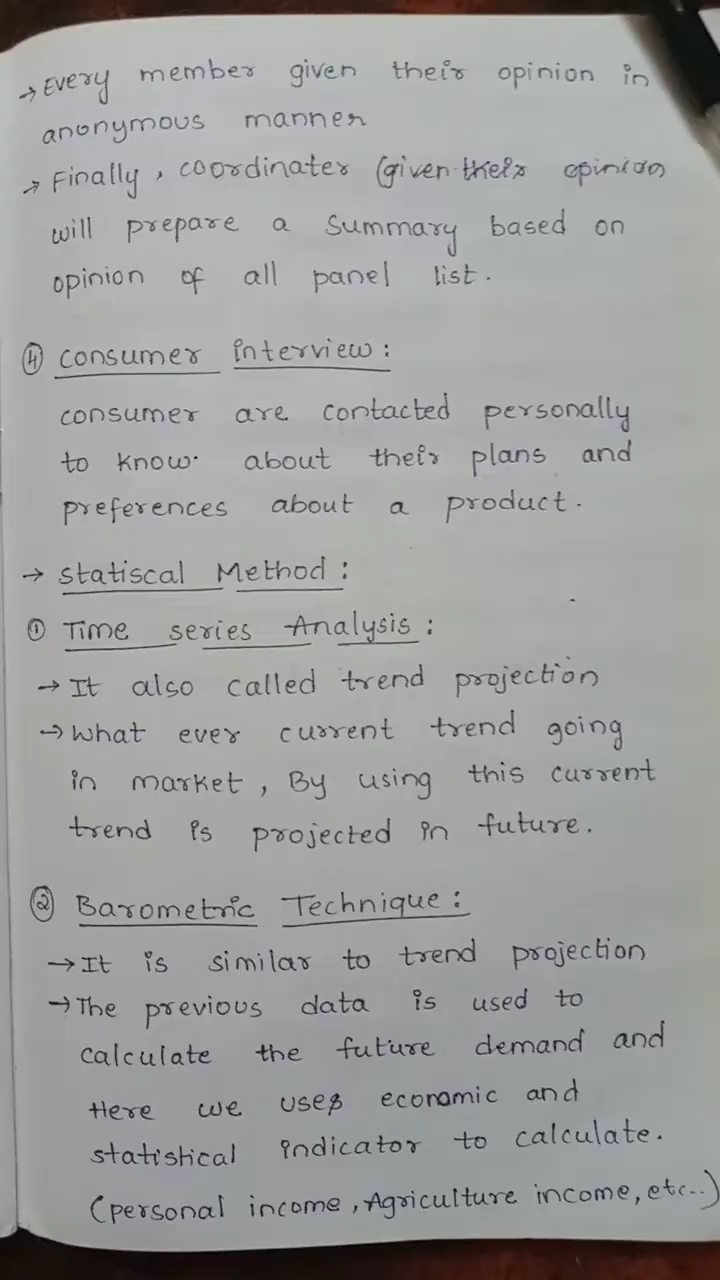 → Every member given their opinion in
anonymous manner
→ Finally, coordinater (given their opinion
will prepare a summary based on
opinion of all panel list.
④ consumer interview:
consumer are contacted personally
to know. about their plans and
preferences about a product.
→ statiscal Method:
① Time series Analysis:
→ It also called trend projection
→ What ever current trend going
in market, By using this current
trend is projected in future.
② Barometric Technique:
→ It is similar to trend projection
→ The previous data is used to
calculate the future demand and
Here we uses economic and
statistical indicator to calculate.
(personal income, Agriculture income, etc..)